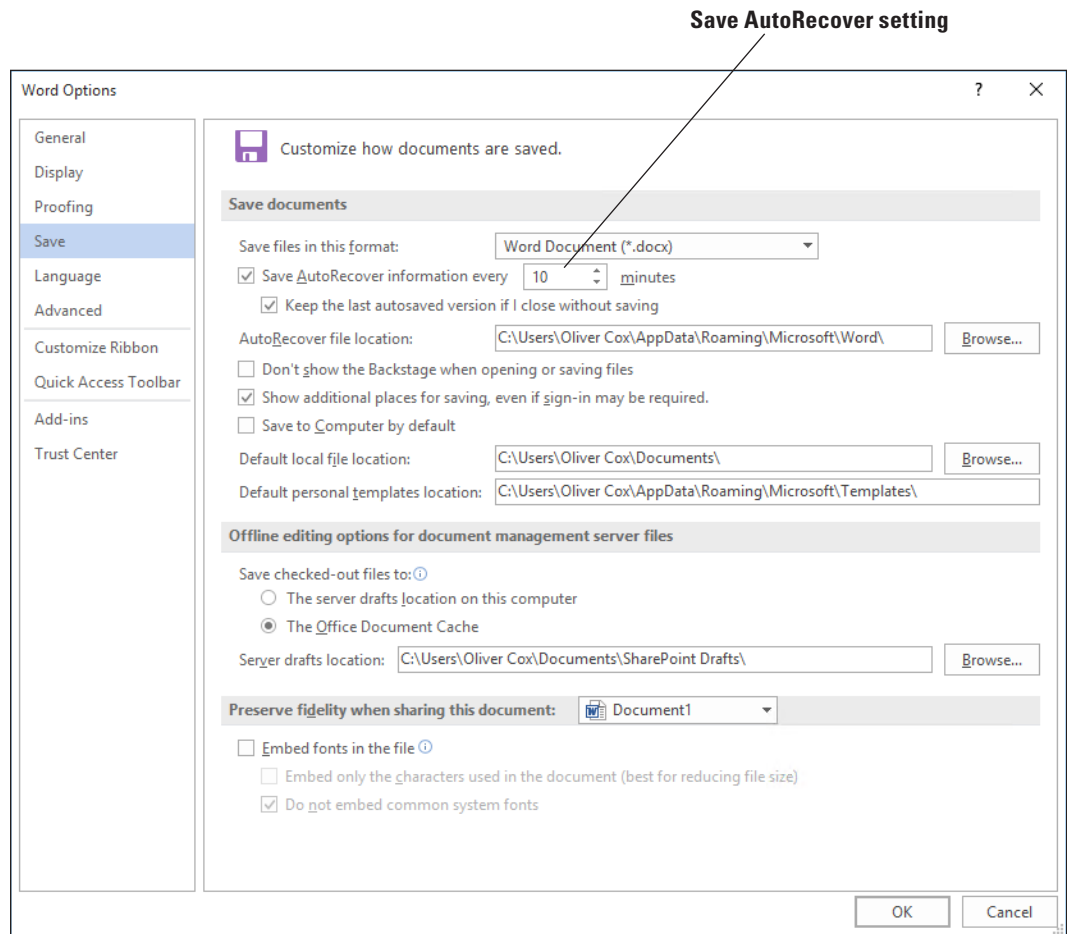 Save AutoRecover setting
Word Options
?
General
Display
Proofing
Save
Language
Advanced
Customize Ribbon
Quick Access Toolbar
Add-ins
Trust Center
Customize how documents are saved.
Save documents
Save files in this format: Word Document (*.docx)
Save AutoRecover information every 10 minutes
Keep the last autosaved version if I close without saving
AutoRecover file location: C:\Users\Oliver Cox\AppData\Roaming\Microsoft\Word\ Browse...
Don't show the Backstage when opening or saving files
Show additional places for saving, even if sign-in may be required.
Save to Computer by default
Default local file location: C:\Users\Oliver Cox\Documents\ Browse...
Default personal templates location: C:\Users\Oliver Cox\AppData\Roaming\Microsoft\Templates\
Offline editing options for document management server files
Save checked-out files to:
The server drafts location on this computer
The Office Document Cache
Server drafts location: C:\Users\Oliver Cox\Documents\SharePoint Drafts\ Browse...
Preserve fidelity when sharing this document: Document1
Embed fonts in the file
Embed only the characters used in the document (best for reducing file size)
Do not embed common system fonts
OK Cancel